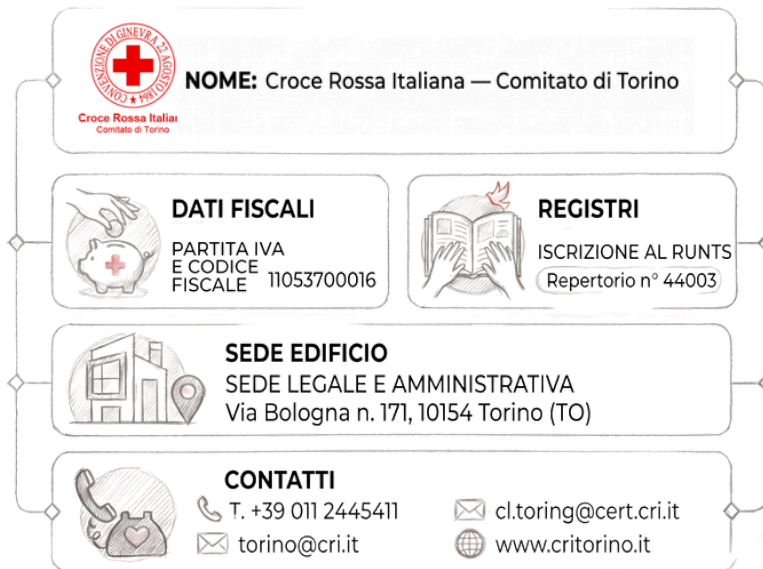 CONVENZIONE DI GINEVRA 22 AGOSTO 1864
Croce Rossa Italian
Comitato di Torino
NOME: Croce Rossa Italiana — Comitato di Torino
DATI FISCALI
PARTITA IVA
E CODICE
FISCALE 11053700016
REGISTRI
ISCRIZIONE AL RUNTS
Repertorio n° 44003
SEDE EDIFICIO
SEDE LEGALE E AMMINISTRATIVA
Via Bologna n. 171, 10154 Torino (TO)
CONTATTI
T. +39 011 2445411
cl.toring@cert.cri.it
torino@cri.it
www.critorino.it